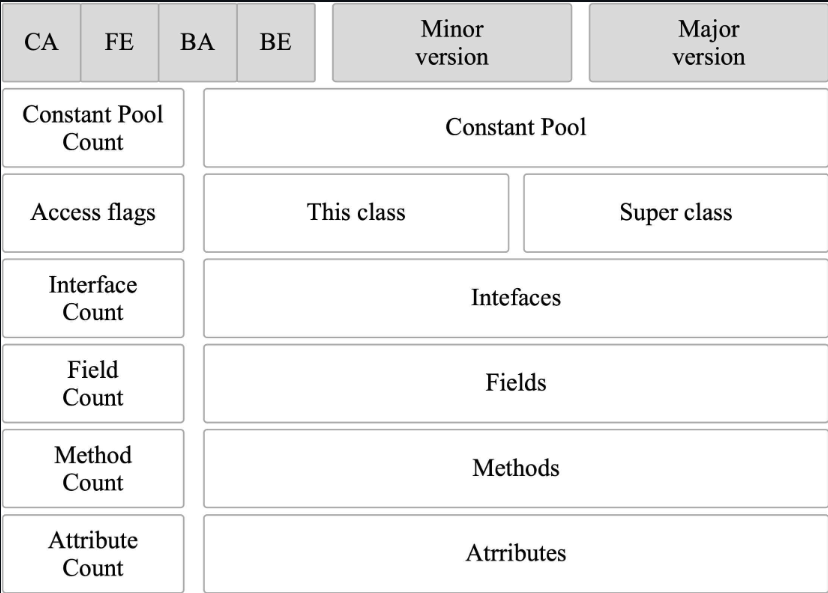 CA FE BA BE
Minor
version
Major
version
Constant Pool
Count
Constant Pool
Access flags
This class
Super class
Interface
Count
Intefaces
Field
Count
Fields
Method
Count
Methods
Attribute
Count
Atrributes